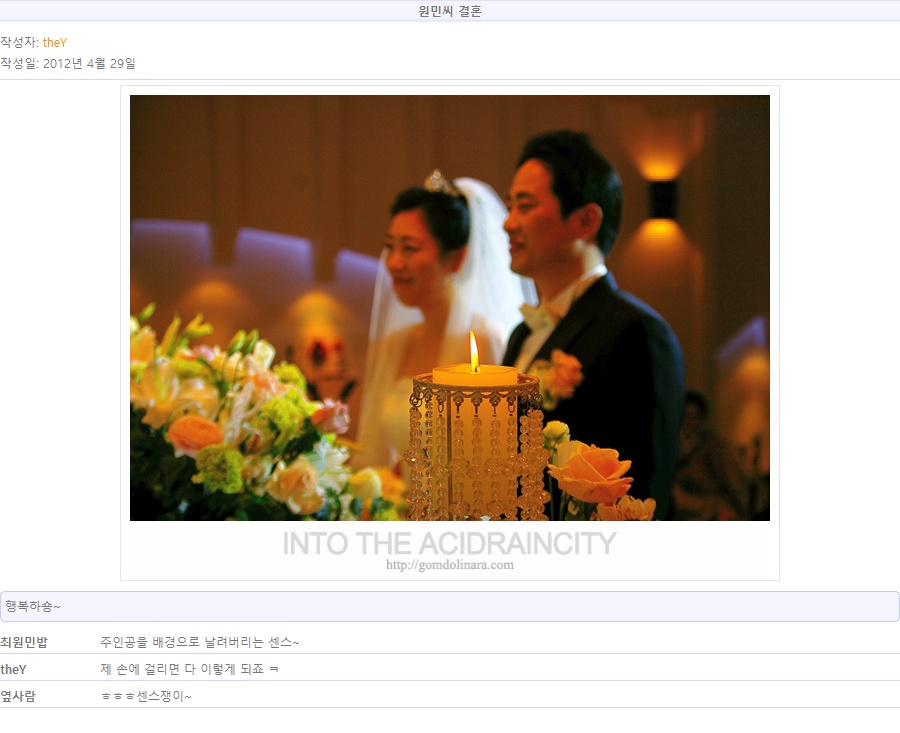 원민씨 결혼
작성자: theY
작성일: 2012년 4월 29일
INTO THE ACIDRAINCITY
http://gomdolinara.com
행복하숑~
최원민밥 주인공을 배경으로 날려버리는 센스~
theY 제 손에 걸리면 다 이렇게 되죠 ㅋ
옆사람 ㅎㅎㅎ센스쟁이~